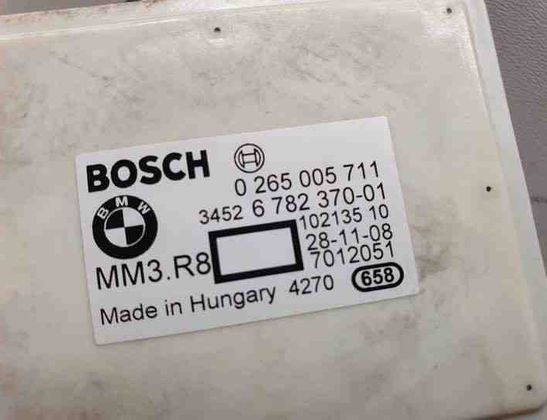 BOSCH
0 265 005 711
BMW
3452 6 782 370-01
102135 10
28-11-08
MM3.R8
7012051
Made in Hungary 4270 658